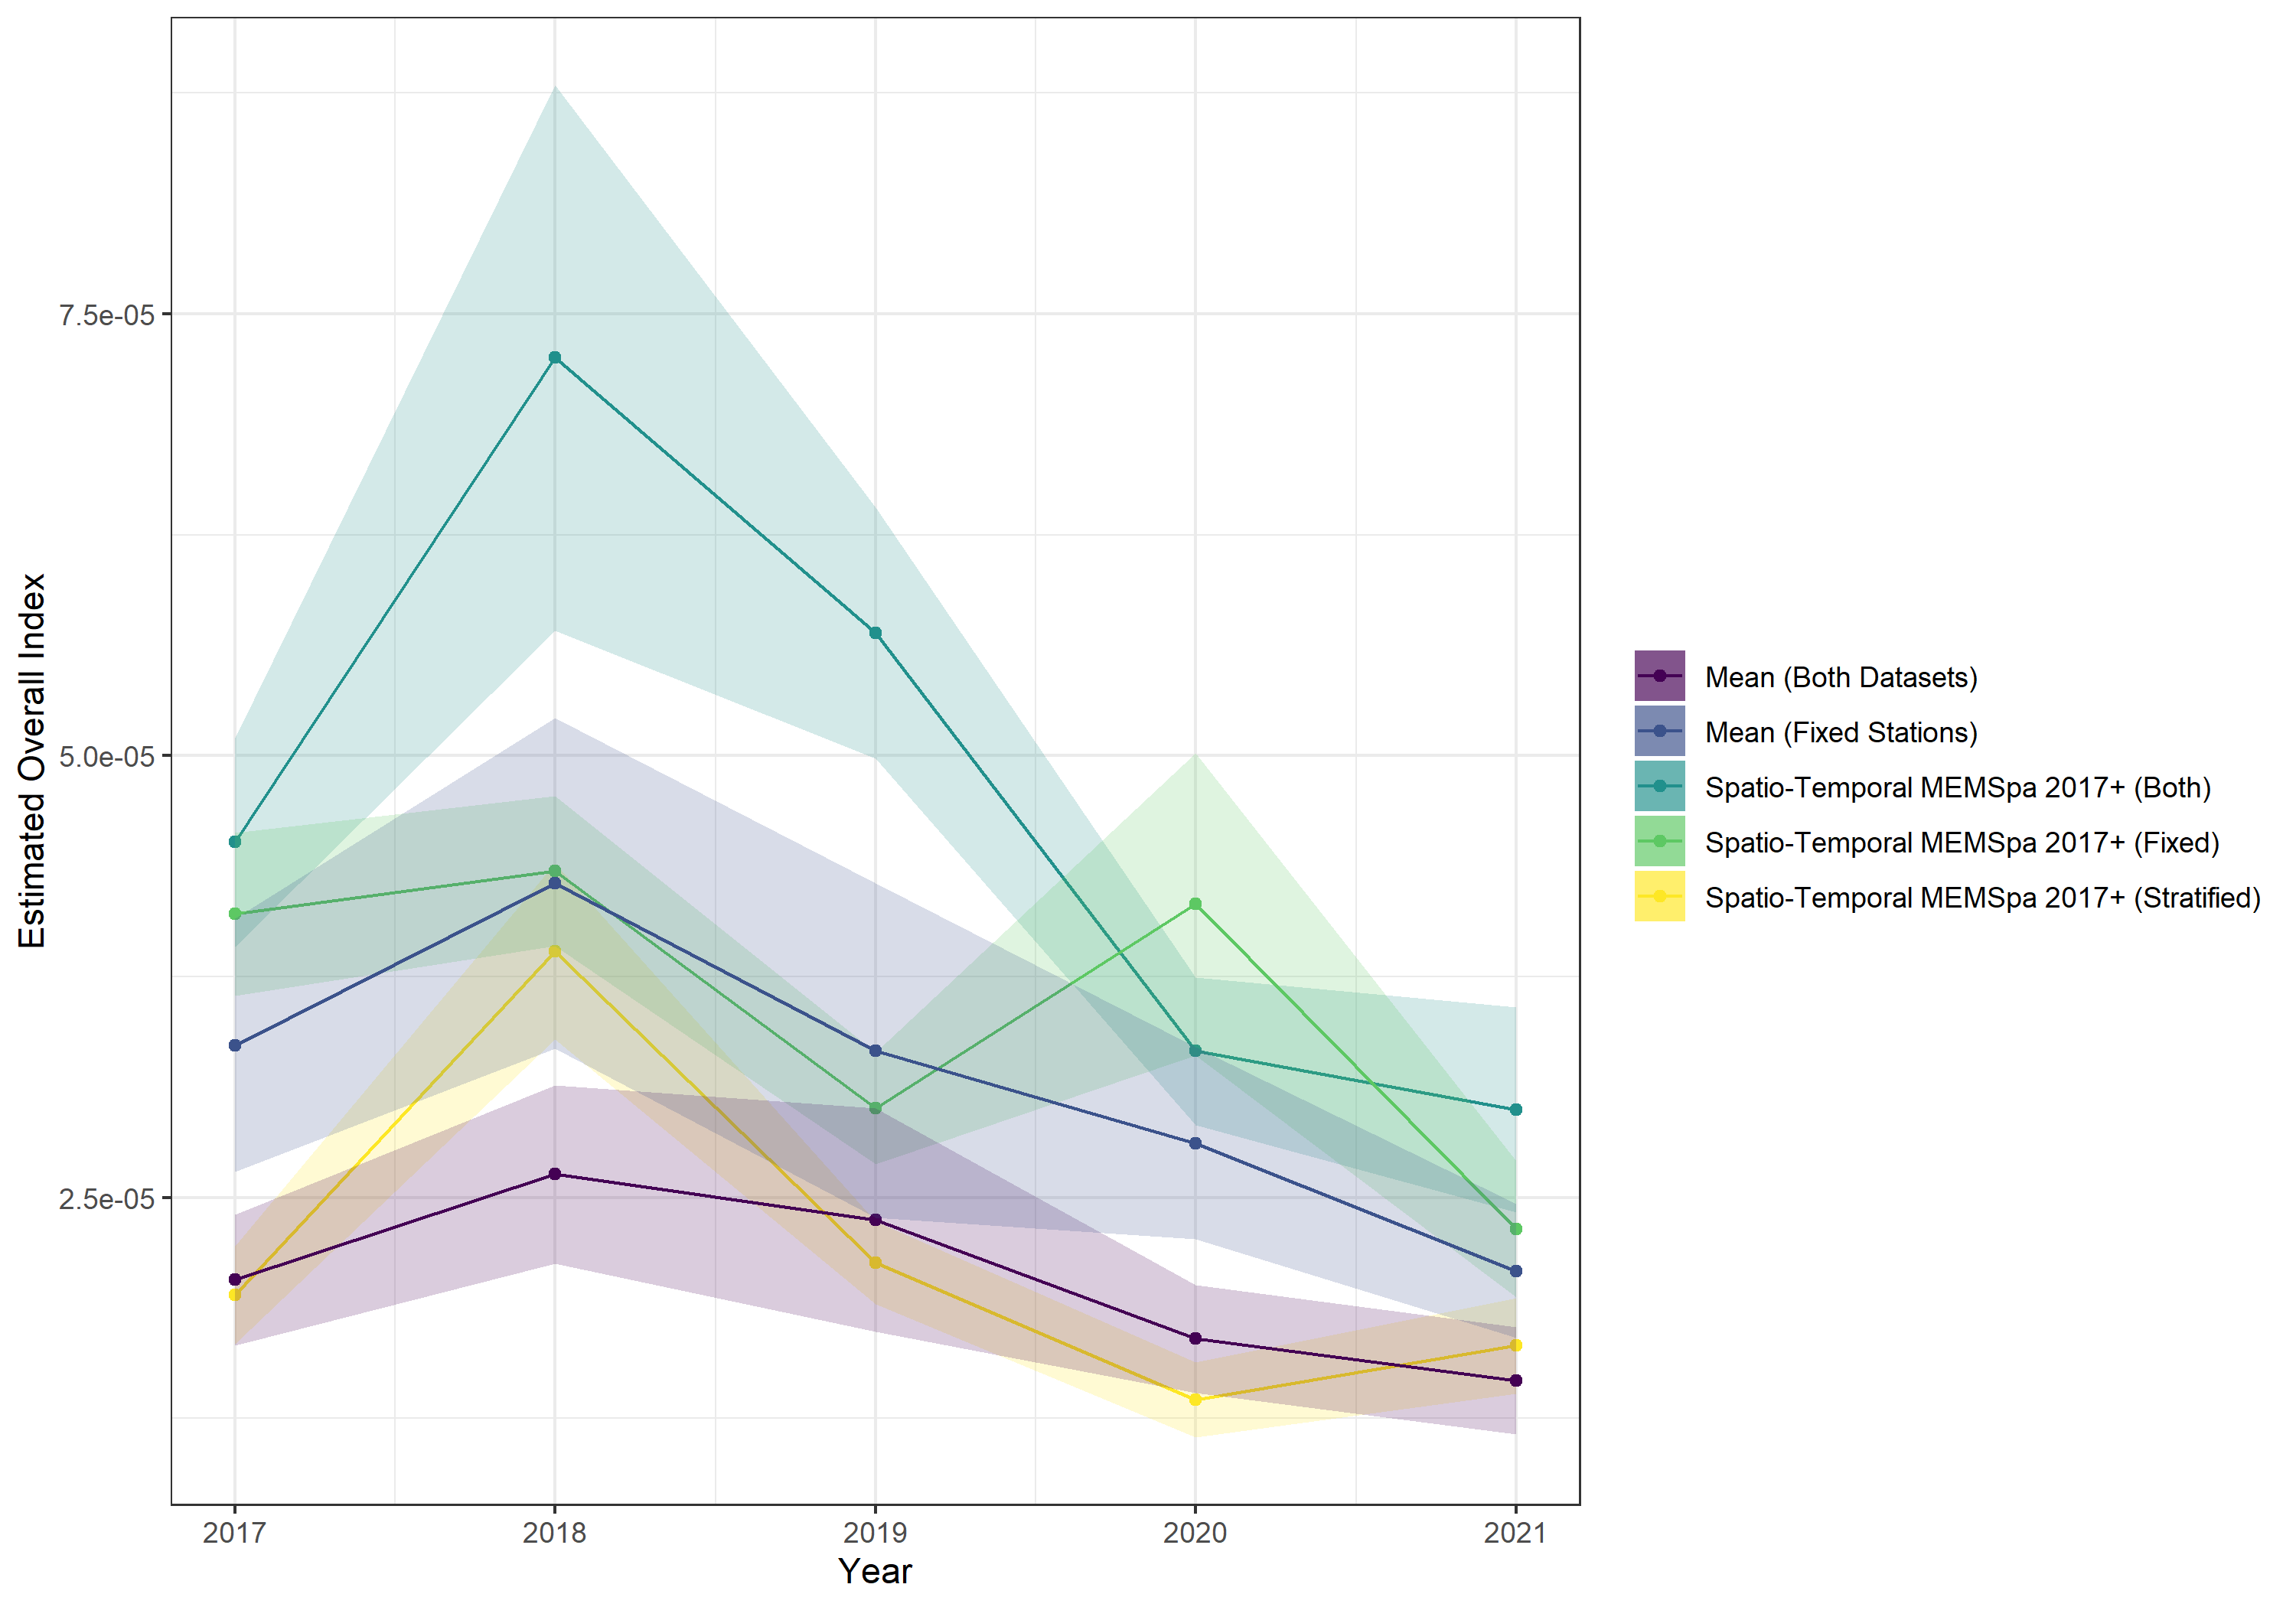 Estimated Overall Index
7.5e-05
5.0e-05
2.5e-05
2017
2018
2019
2020
2021
Year
Mean (Both Datasets)
Mean (Fixed Stations)
Spatio-Temporal MEMSpa 2017+ (Both)
Spatio-Temporal MEMSpa 2017+ (Fixed)
Spatio-Temporal MEMSpa 2017+ (Stratified)